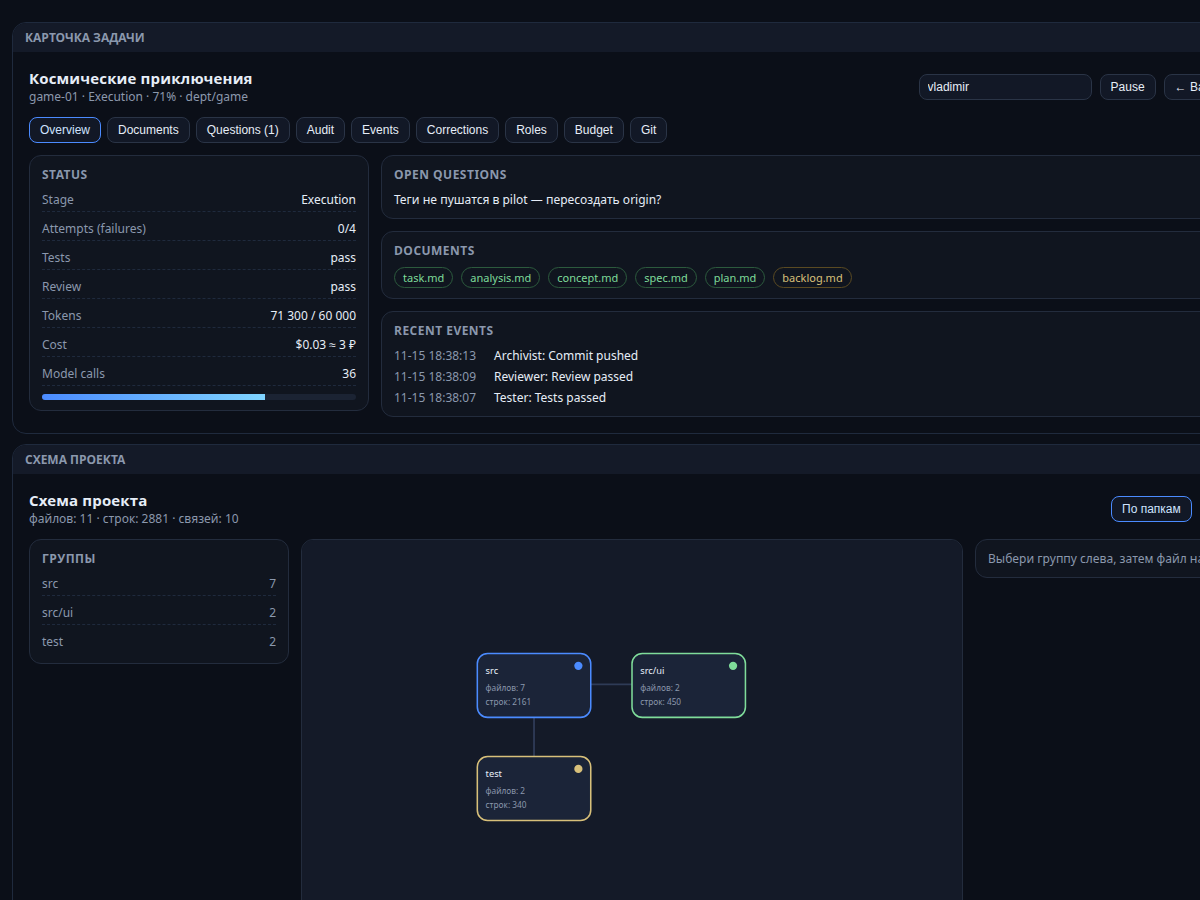 КАРТОЧКА ЗАДАЧИ
Космические приключения
game-01 · Execution · 71% · dept/game
vladimir
Pause
←
Overview
Documents
Questions (1)
Audit
Events
Corrections
Roles
Budget
Git
STATUS
Stage Execution
Attempts (failures) 0/4
Tests pass
Review pass
Tokens 71 300 / 60 000
Cost $0.03 ≈ 3 ₽
Model calls 36
OPEN QUESTIONS
Теги не пушатся в pilot — пересоздать origin?
DOCUMENTS
task.md
analysis.md
concept.md
spec.md
plan.md
backlog.md
RECENT EVENTS
11-15 18:38:13 Archivist: Commit pushed
11-15 18:38:09 Reviewer: Review passed
11-15 18:38:07 Tester: Tests passed
СХЕМА ПРОЕКТА
Схема проекта
файлов: 11 · строк: 2881 · связей: 10
По папкам
ГРУППЫ
src 7
src/ui 2
test 2
src
файлов: 7
строк: 2161
src/ui
файлов: 2
строк: 450
test
файлов: 2
строк: 340
Выбери группу слева, затем файл